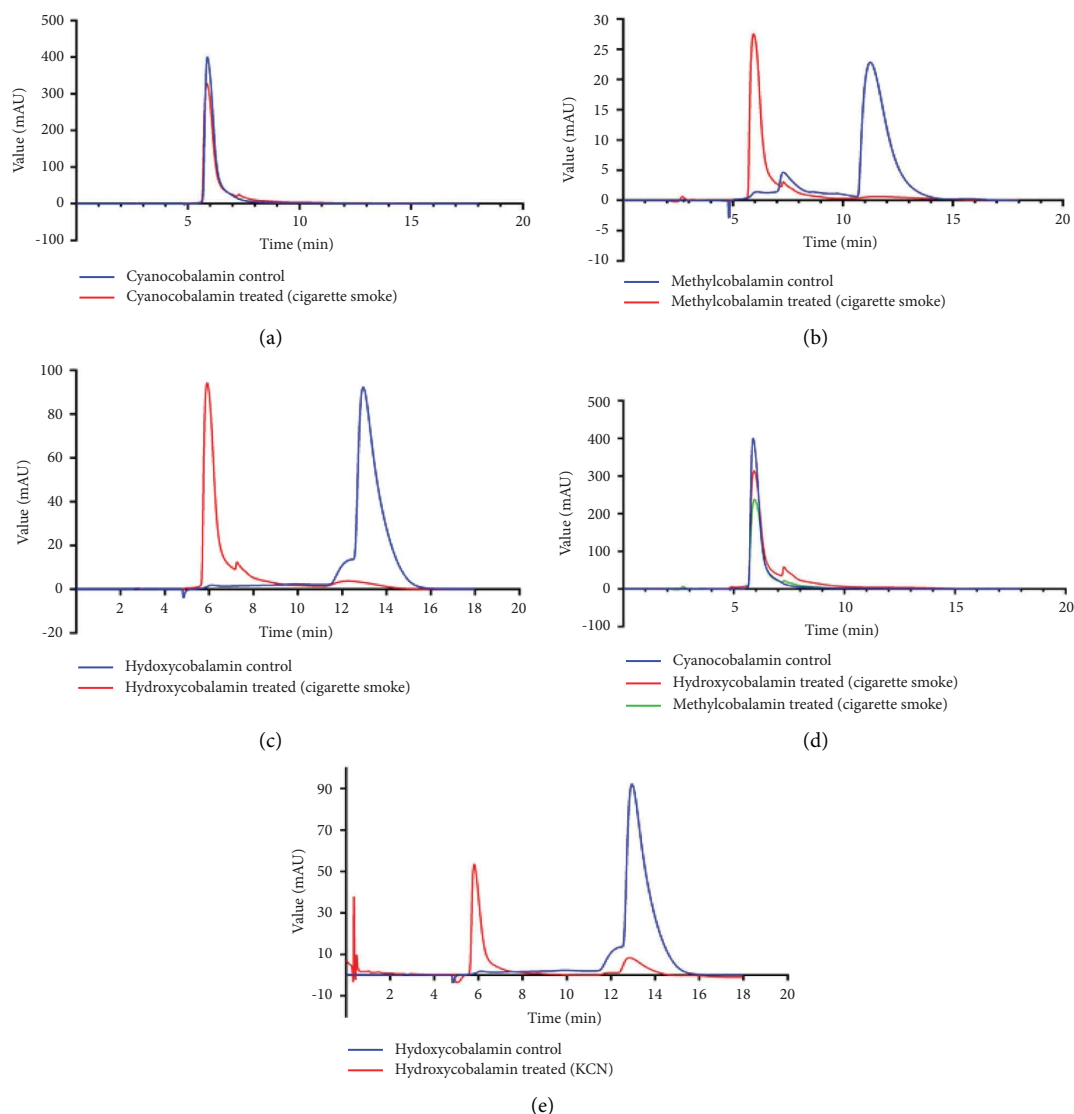 500
400
300
200
100
0
-100
Value (mAU)
5
10
15
20
Time (min)
Cyanocobalamin control
Cyanocobalamin treated (cigarette smoke)
(a)
30
25
20
15
10
5
0
-5
-10
Value (mAU)
5
10
15
20
Time (min)
Methylcobalamin control
Methylcobalamin treated (cigarette smoke)
(b)
100
80
60
40
20
0
-20
Value (mAU)
2
4
6
8
10
12
14
16
18
20
Time (min)
Hydoxycobalamin control
Hydroxycobalamin treated (cigarette smoke)
(c)
500
400
300
200
100
0
-100
Value (mAU)
5
10
15
20
Time (min)
Cyanocobalamin control
Hydroxycobalamin treated (cigarette smoke)
Methylcobalamin treated (cigarette smoke)
(d)
90
70
50
30
10
-10
Value (mAU)
2
4
6
8
10
12
14
16
18
20
Time (min)
Hydoxycobalamin control
Hydroxycobalamin treated (KCN)
(e)